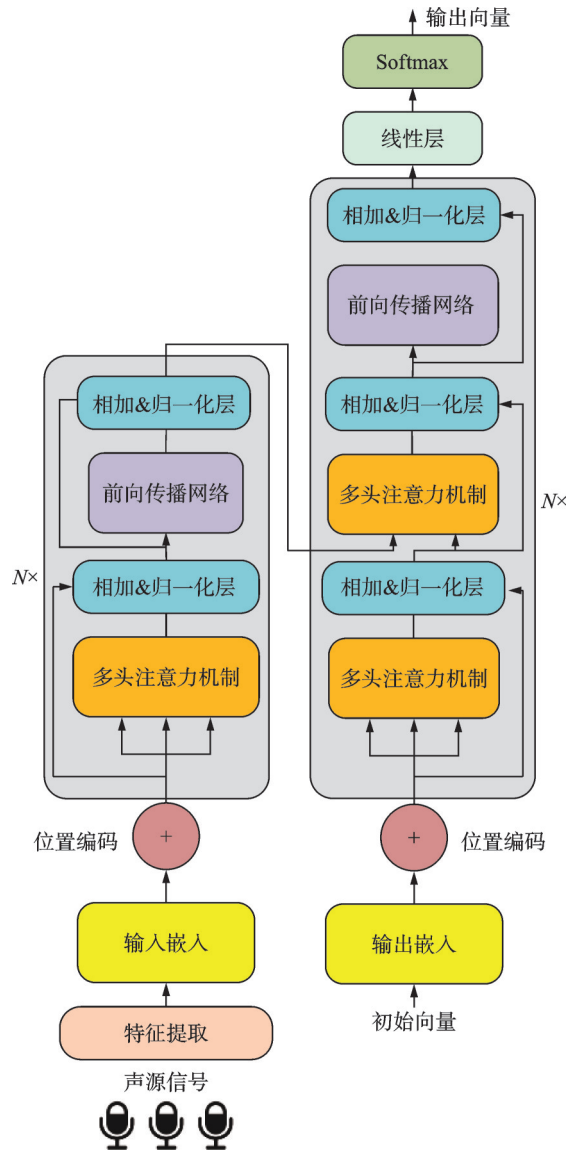 输出向量
Softmax
线性层
相加&归一化层
前向传播网络
相加&归一化层
多头注意力机制
N×
相加&归一化层
多头注意力机制
位置编码
+
输出嵌入
初始向量
相加&归一化层
前向传播网络
N×
相加&归一化层
多头注意力机制
位置编码
+
输入嵌入
特征提取
声源信号